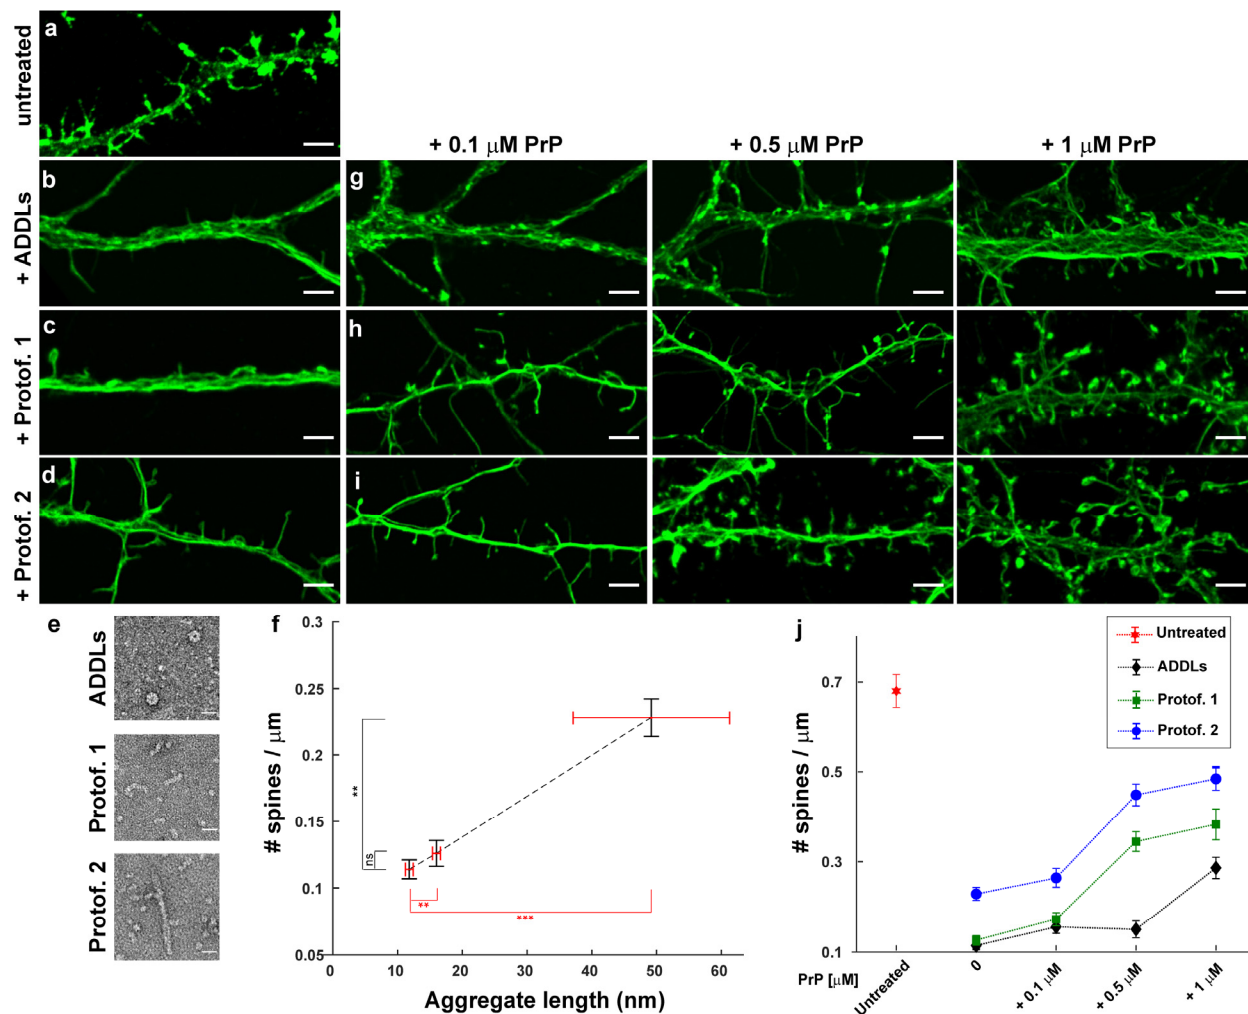 a
untreated
+ 0.1 μM PrP
+ 0.5 μM PrP
+ 1 μM PrP
b
g
+ ADDLs
c
h
+ Protof. 1
d
i
+ Protof. 2
e
ADDLs
Protof. 1
Protof. 2
f
# spines / μm
0.3
0.25
0.2
0.15
0.1
0.05
**
ns
**
***
0
10
20
30
40
50
60
Aggregate length (nm)
j
Untreated
ADDLs
Protof. 1
Protof. 2
# spines / μm
0.7
0.5
0.3
0.1
PrP [μM]
Untreated
0
+ 0.1 μM
+ 0.5 μM
+ 1 μM